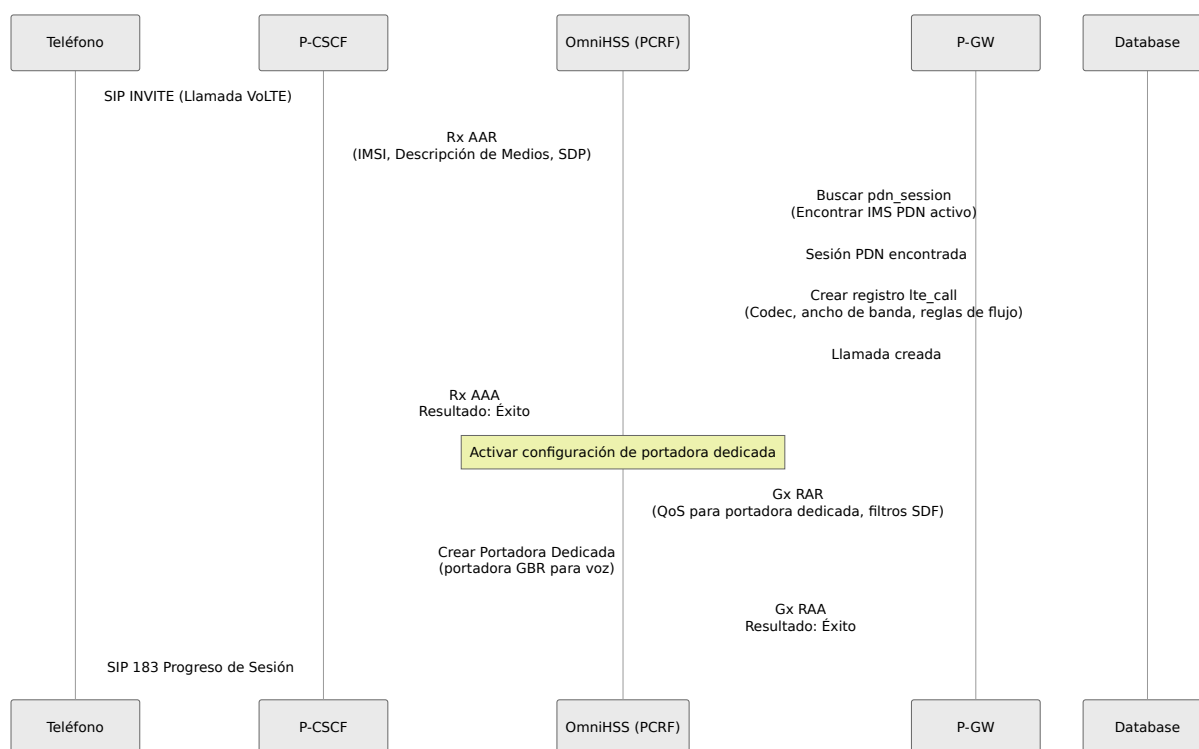 Teléfono
P-CSCF
OmniHSS (PCRF)
P-GW
Database
SIP INVITE (Llamada VoLTE)
Rx AAR
(IMSI, Descripción de Medios, SDP)
Buscar pdn_session
(Encontrar IMS PDN activo)
Sesión PDN encontrada
Crear registro lte_call
(Codec, ancho de banda, reglas de flujo)
Llamada creada
Rx AAA
Resultado: Éxito
Activar configuración de portadora dedicada
Gx RAR
(QoS para portadora dedicada, filtros SDF)
Crear Portadora Dedicada
(portadora GBR para voz)
Gx RAA
Resultado: Éxito
SIP 183 Progreso de Sesión
Teléfono
P-CSCF
OmniHSS (PCRF)
P-GW
Database